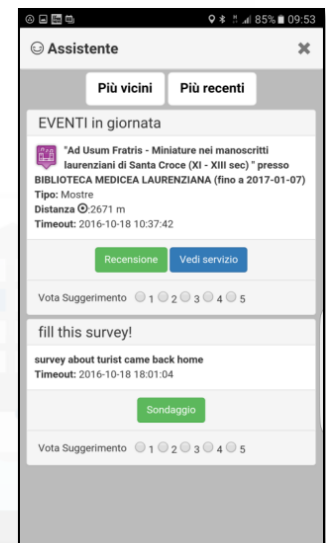 85% 09:53
Assistente
Più vicini Più recenti
EVENTI in giornata
"Ad Usum Fratris - Miniature nei manoscritti
laurenziani di Santa Croce (XI - XIII sec) " presso
BIBLIOTECA MEDICEA LAURENZIANA (fino a 2017-01-07)
Tipo: Mostre
Distanza :2671 m
Timeout: 2016-10-18 10:37:42
Recensione Vedi servizio
Vota Suggerimento 1 2 3 4 5
fill this survey!
survey about turist came back home
Timeout: 2016-10-18 18:01:04
Sondaggio
Vota Suggerimento 1 2 3 4 5